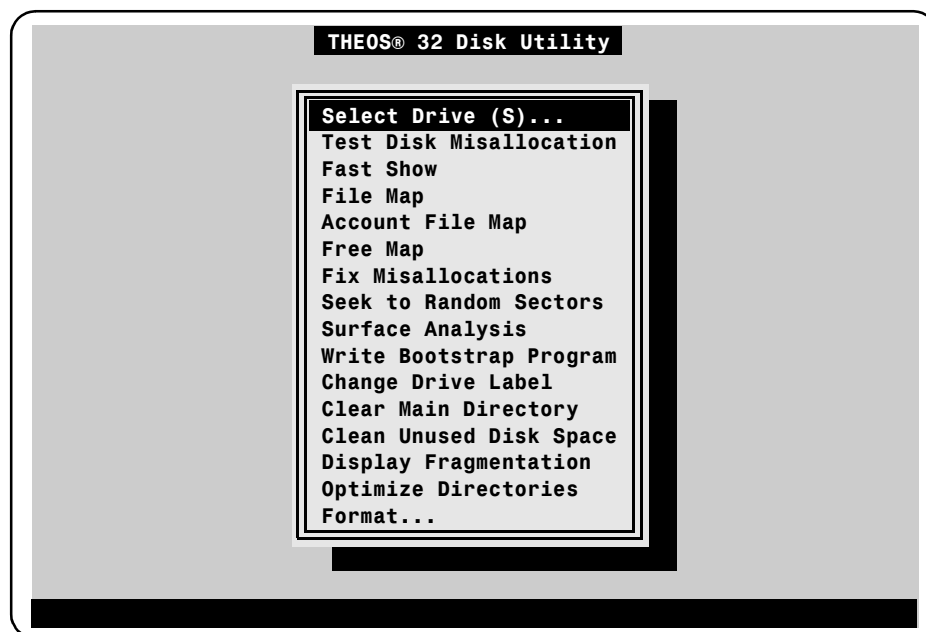 THEOS® 32 Disk Utility
Select Drive (S)...
Test Disk Misallocation
Fast Show
File Map
Account File Map
Free Map
Fix Misallocations
Seek to Random Sectors
Surface Analysis
Write Bootstrap Program
Change Drive Label
Clear Main Directory
Clean Unused Disk Space
Display Fragmentation
Optimize Directories
Format...